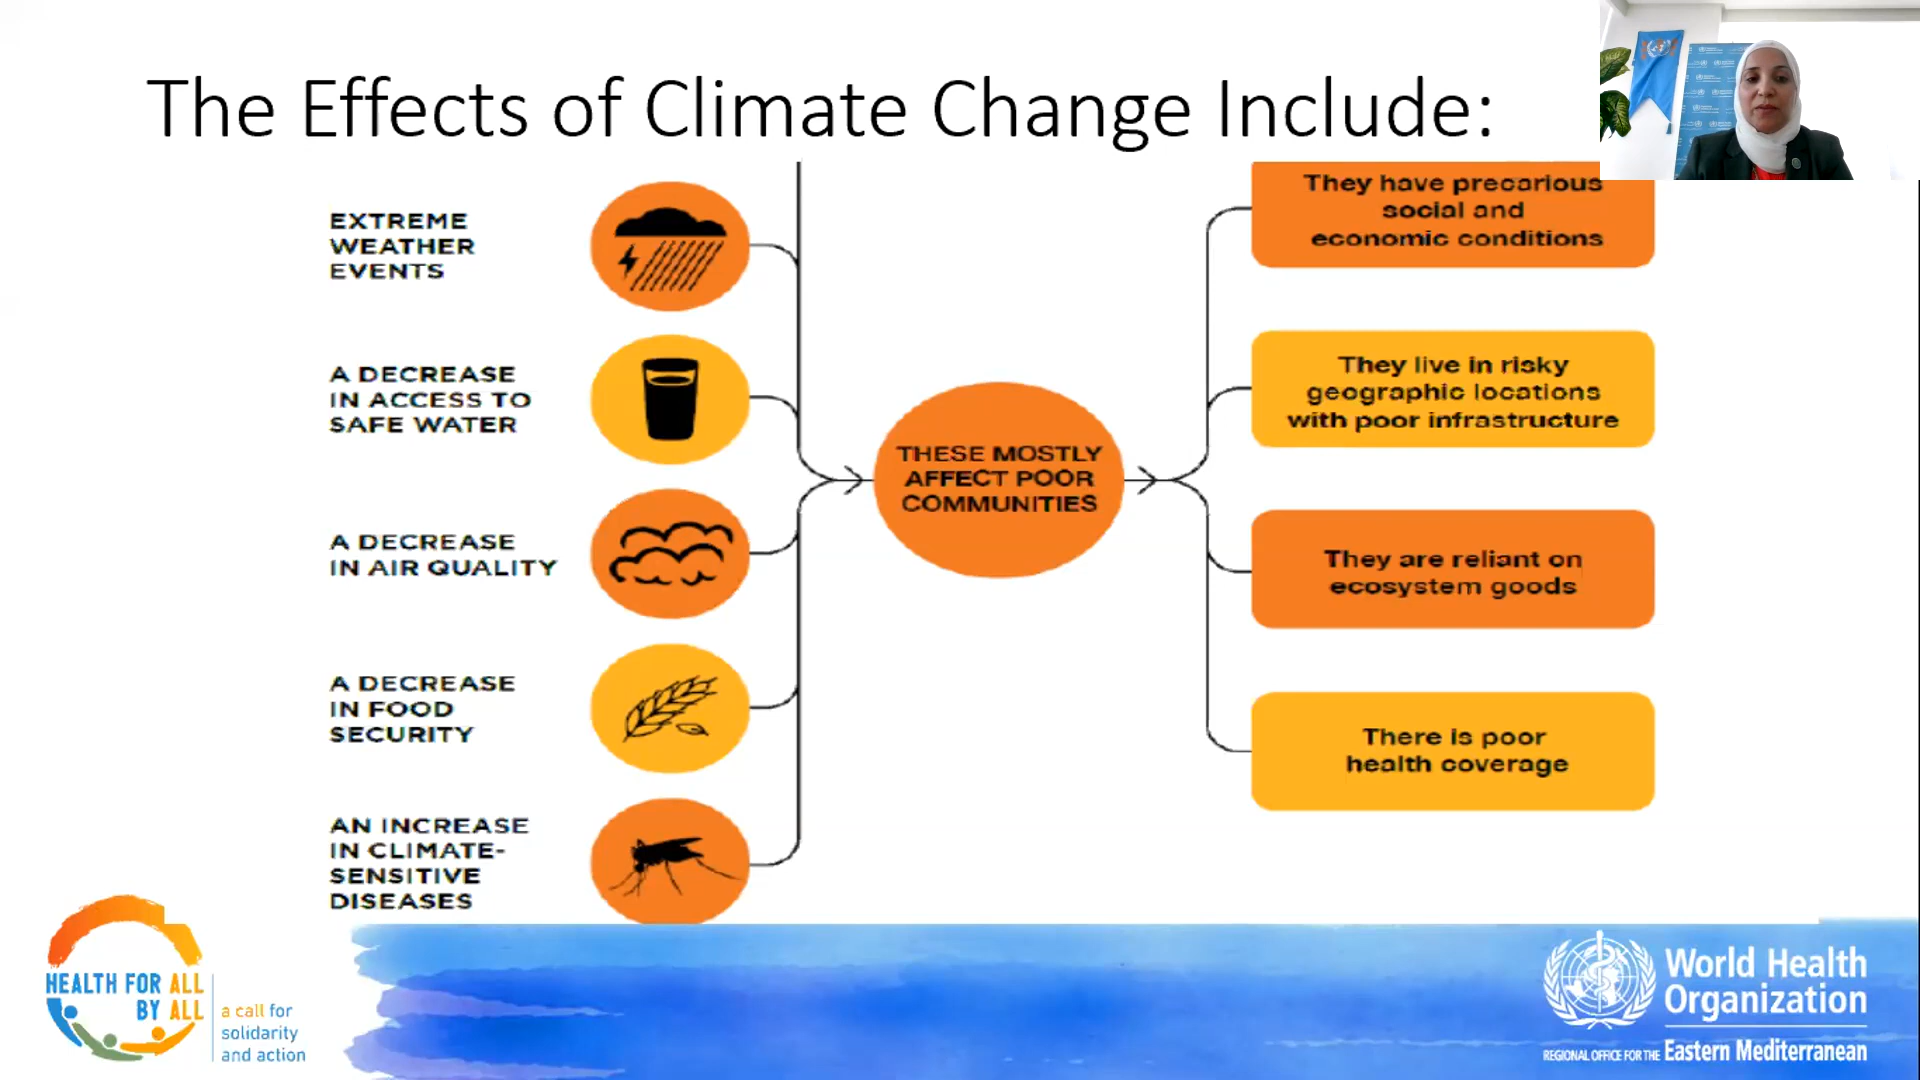 The Effects of Climate Change Include:
EXTREME
WEATHER
EVENTS
A DECREASE
IN ACCESS TO
SAFE WATER
A DECREASE
IN AIR QUALITY
A DECREASE
IN FOOD
SECURITY
AN INCREASE
IN CLIMATE-
SENSITIVE
DISEASES
THESE MOSTLY
AFFECT POOR
COMMUNITIES
They have precarious
social and
economic conditions
They live in risky
geographic locations
with poor infrastructure
They are reliant on
ecosystem goods
There is poor
health coverage
HEALTH FOR ALL
BY ALL
a call for
solidarity
and action
World Health
Organization
REGIONAL OFFICE FOR THE Eastern Mediterranean